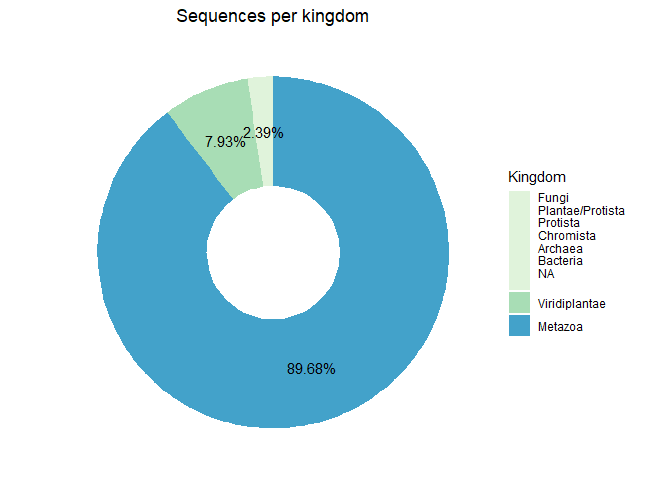 Sequences per kingdom
7.93%
2.39%
89.68%
Kingdom
Fungi
Plantae/Protista
Protista
Chromista
Archaea
Bacteria
NA
Viridiplantae
Metazoa